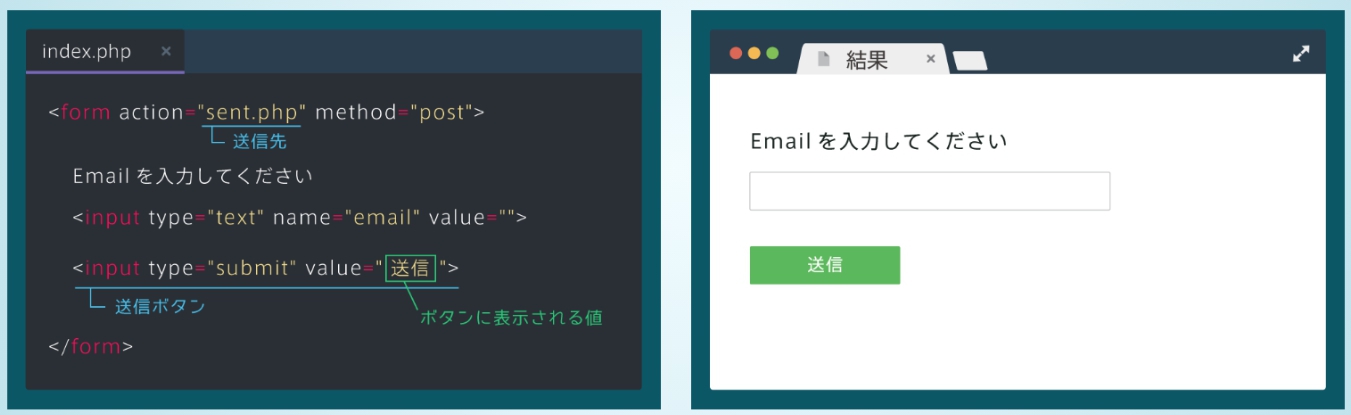 index.php ×
<form action="sent.php" method="post">
送信先
Email を入力してください
<input type="text" name="email" value="">
<input type="submit" value="送信">
送信ボタン
ボタンに表示される値
</form>
結果 ×
Email を入力してください
送信